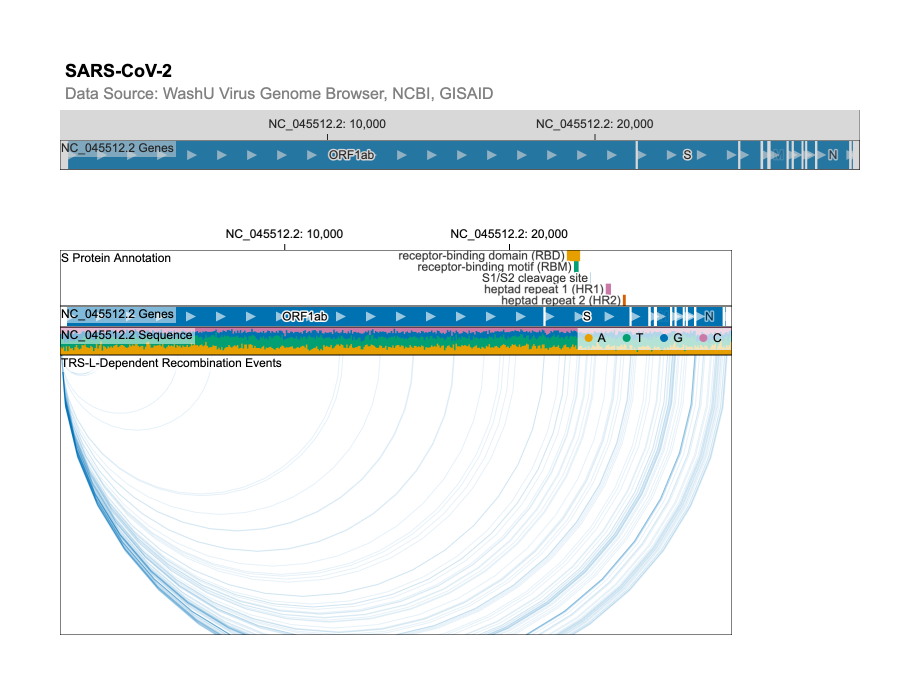 SARS-CoV-2
Data Source: WashU Virus Genome Browser, NCBI, GISAID
NC_045512.2: 10,000 NC_045512.2: 20,000
NC_045512.2 Genes ORF1ab S N
NC_045512.2: 10,000 NC_045512.2: 20,000
S Protein Annotation receptor-binding domain (RBD)
receptor-binding motif (RBM)
S1/S2 cleavage site
heptad repeat 1 (HR1)
heptad repeat 2 (HR2)
NC_045512.2 Genes ORF1ab S N
NC_045512.2 Sequence A T G C
TRS-L-Dependent Recombination Events